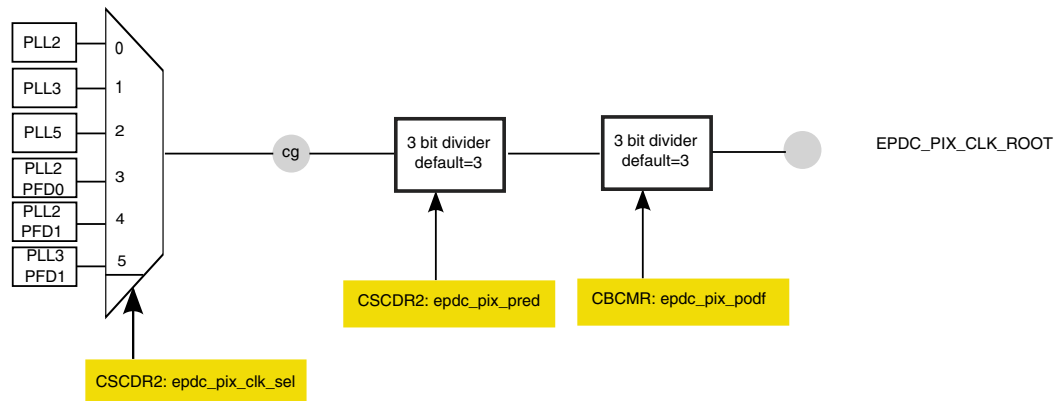 PLL2
0
PLL3
1
PLL5
2
PLL2
PFD0
3
PLL2
PFD1
4
PLL3
PFD1
5
cg
3 bit divider
default=3
3 bit divider
default=3
EPDC_PIX_CLK_ROOT
CSCDR2: epdc_pix_pred
CBCMR: epdc_pix_podf
CSCDR2: epdc_pix_clk_sel